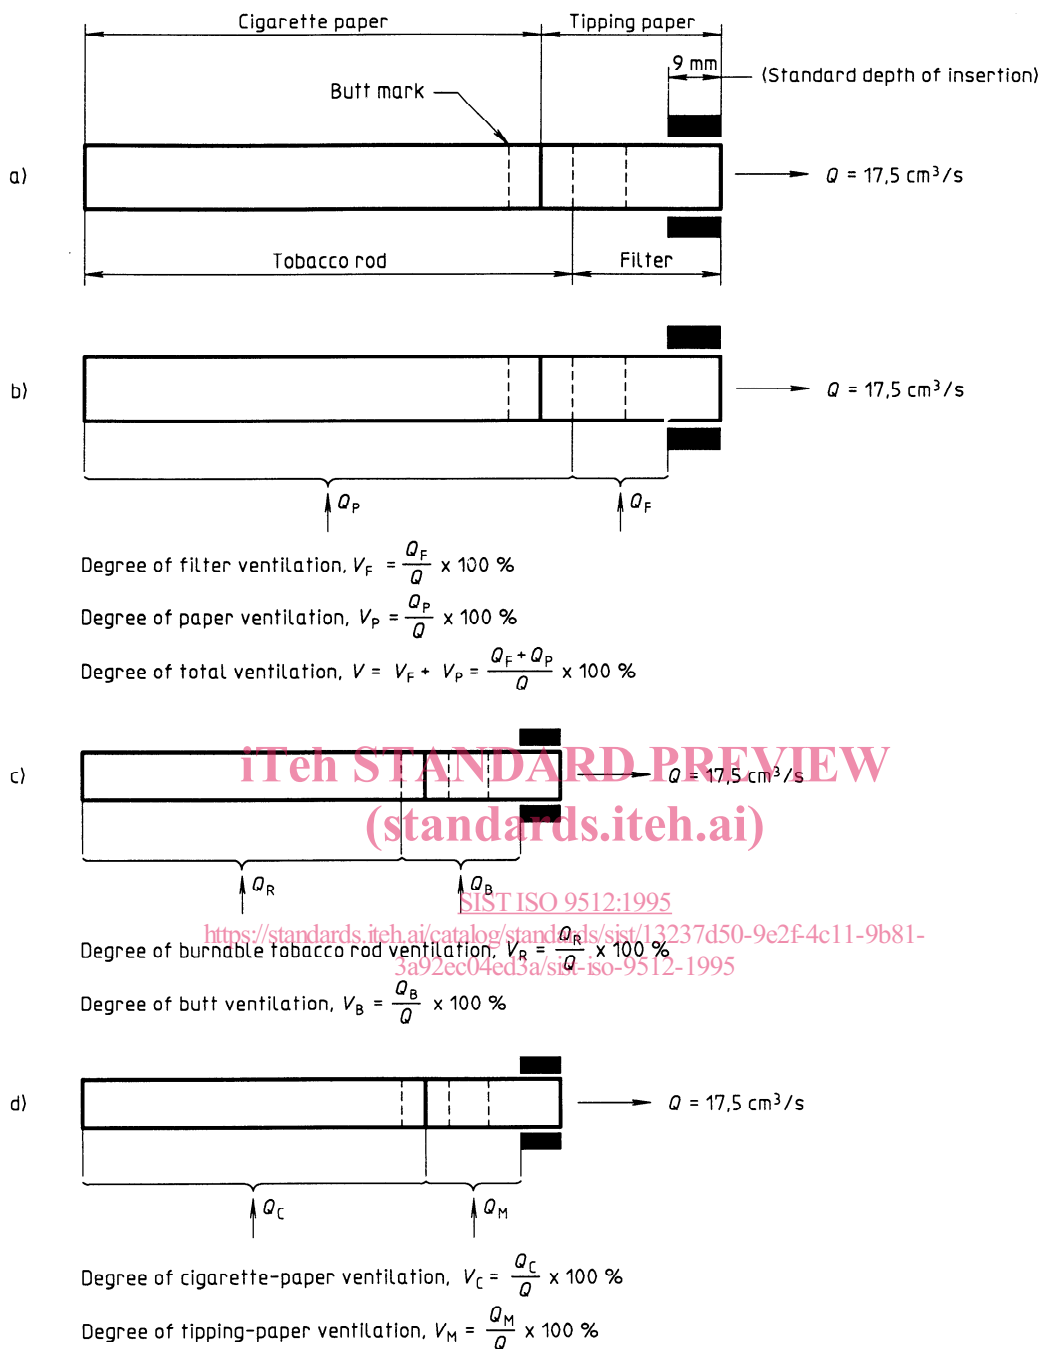 Cigarette paper Tipping paper
9 mm
(Standard depth of insertion)
Butt mark
a) Q = 17,5 cm³/s
Tobacco rod Filter
b) Q = 17,5 cm³/s
Q_P Q_F
Degree of filter ventilation, V_F = Q_F/Q x 100 %
Degree of paper ventilation, V_P = Q_P/Q x 100 %
Degree of total ventilation, V = V_F + V_P = (Q_F + Q_P)/Q x 100 %
iTeh STANDARD PREVIEW
c) Q = 17,5 cm³/s
(standards.iteh.ai)
Q_R Q_B
SIST ISO 9512:1995
https://standards.iteh.ai/catalog/standards/sist/13237d50-9e2f-4c11-9b81-
Degree of burnable tobacco rod ventilation, V_R = Q_R/Q x 100 %
3a92ec04ed3a/sist-iso-9512-1995
Degree of butt ventilation, V_B = Q_B/Q x 100 %
d) Q = 17,5 cm³/s
Q_C Q_M
Degree of cigarette-paper ventilation, V_C = Q_C/Q x 100 %
Degree of tipping-paper ventilation, V_M = Q_M/Q x 100 %